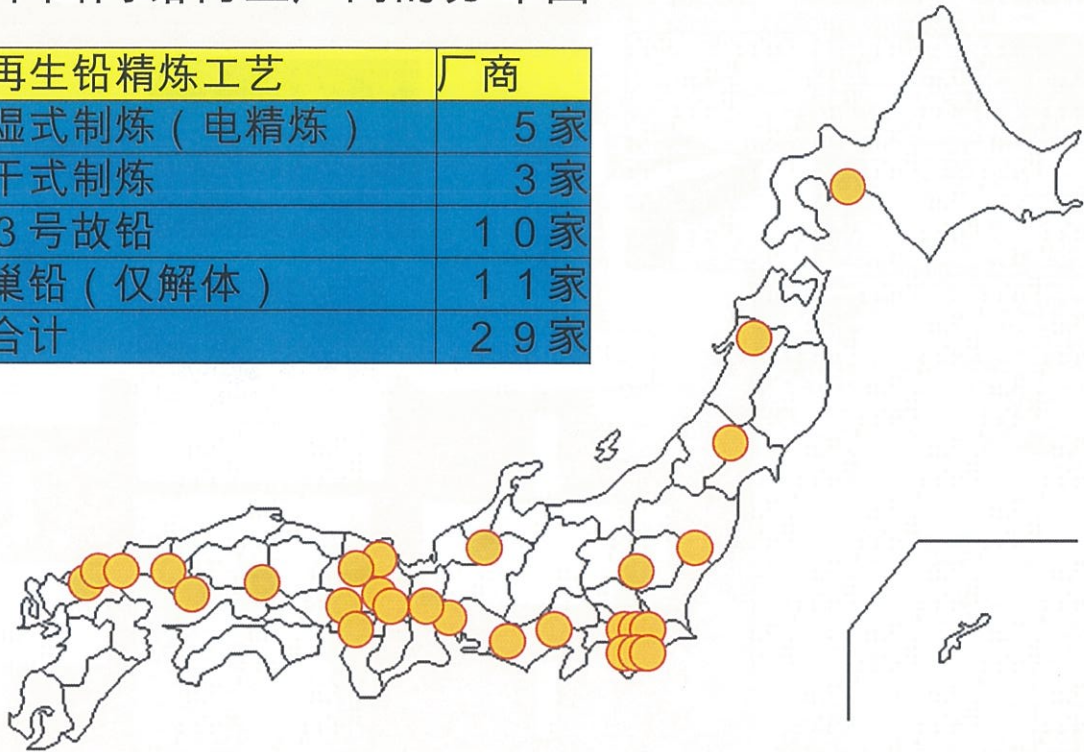 再生铅精炼工艺 厂商
湿式制炼(电精炼) 5家
干式制炼 3家
3号故铅 10家
巢铅(仅解体) 11家
合计 29家